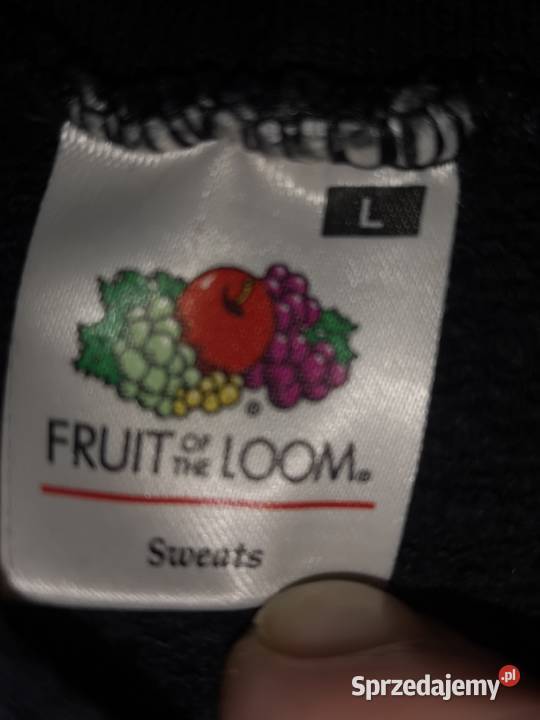 L
FRUIT OF THE LOOM®
Sweats
Sprzedajemy.pl